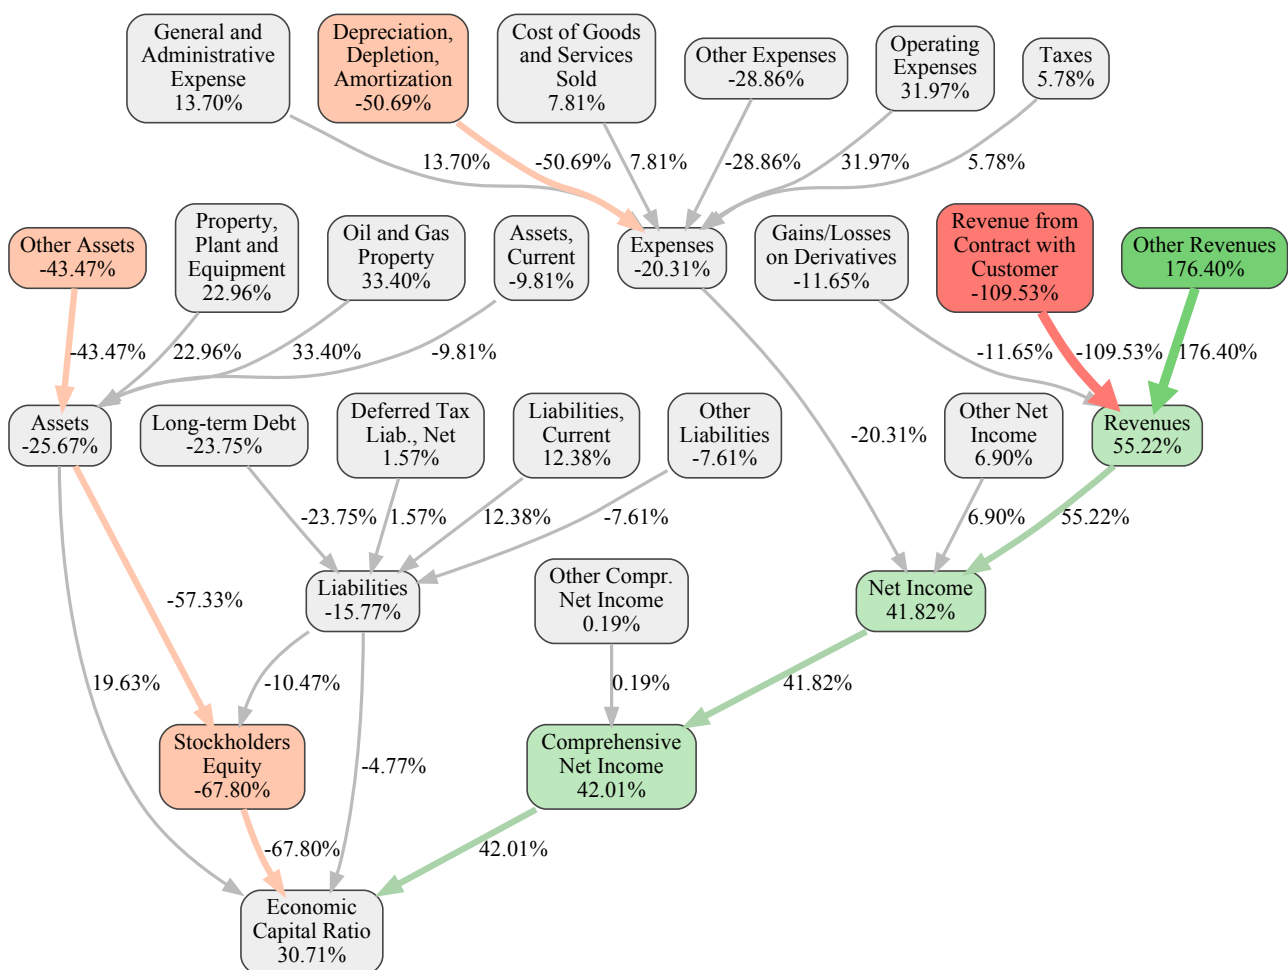 General and
Administrative
Expense
13.70%
Depreciation,
Depletion,
Amortization
-50.69%
Cost of Goods
and Services
Sold
7.81%
Other Expenses
-28.86%
Operating
Expenses
31.97%
Taxes
5.78%
13.70%
-50.69%
7.81%
-28.86%
31.97%
5.78%
Other Assets
-43.47%
Property,
Plant and
Equipment
22.96%
Oil and Gas
Property
33.40%
Assets,
Current
-9.81%
Expenses
-20.31%
Gains/Losses
on Derivatives
-11.65%
Revenue from
Contract with
Customer
-109.53%
Other Revenues
176.40%
-43.47%
22.96%
33.40%
-9.81%
-11.65%
-109.53%
176.40%
Assets
-25.67%
Long-term Debt
-23.75%
Deferred Tax
Liab., Net
1.57%
Liabilities,
Current
12.38%
Other
Liabilities
-7.61%
-20.31%
Other Net
Income
6.90%
Revenues
55.22%
-23.75%
1.57%
12.38%
-7.61%
6.90%
55.22%
-57.33%
Liabilities
-15.77%
Other Compr.
Net Income
0.19%
Net Income
41.82%
19.63%
-10.47%
0.19%
41.82%
Stockholders
Equity
-67.80%
-4.77%
Comprehensive
Net Income
42.01%
-67.80%
42.01%
Economic
Capital Ratio
30.71%